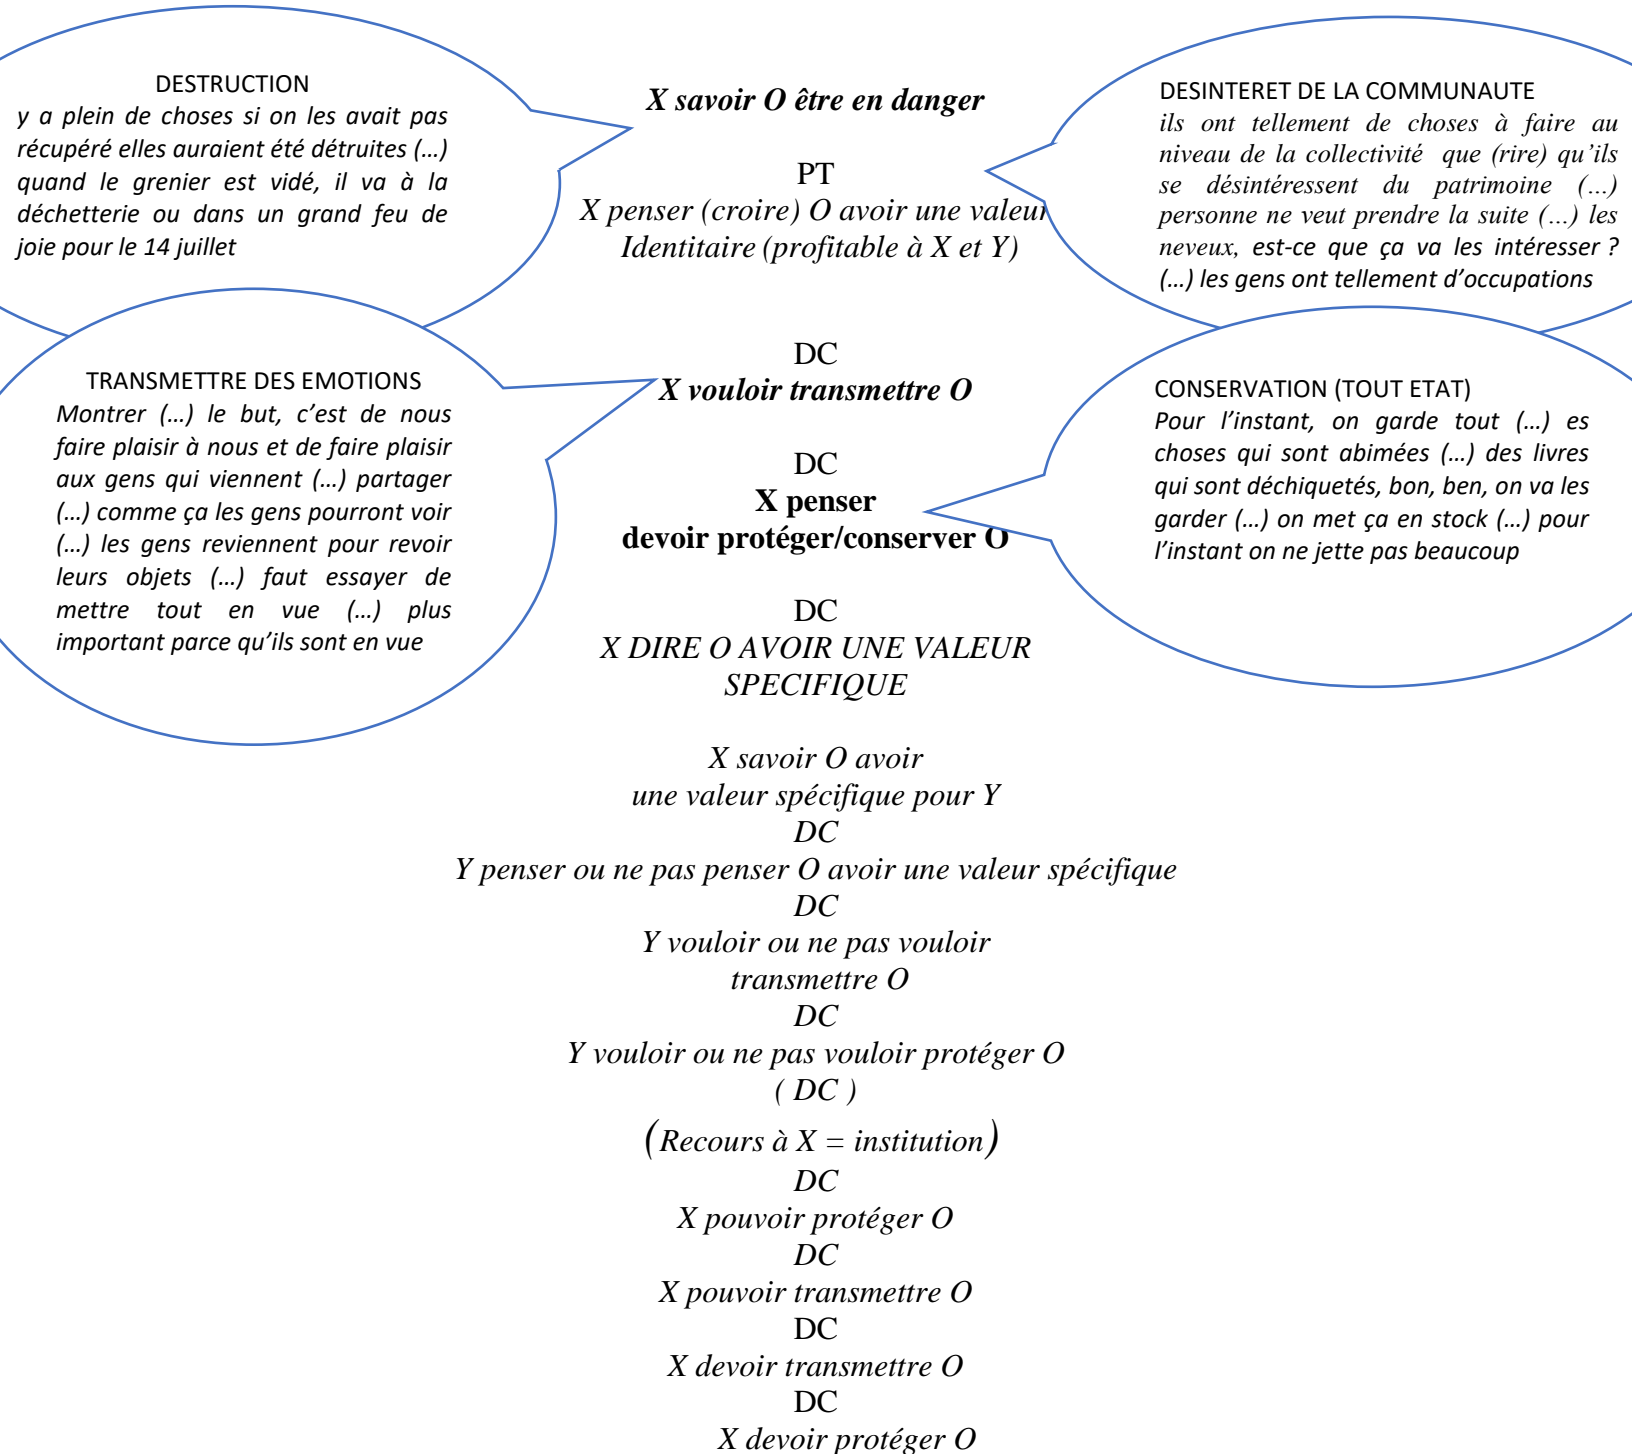 DESTRUCTION
y a plein de choses si on les avait pas
récupéré elles auraient été détruites (…)
quand le grenier est vidé, il va à la
déchetterie ou dans un grand feu de
joie pour le 14 juillet
X savoir O être en danger
PT
X penser (croire) O avoir une valeur
Identitaire (profitable à X et Y)
DESINTERET DE LA COMMUNAUTE
ils ont tellement de choses à faire au
niveau de la collectivité que (rire) qu’ils
se désintéressent du patrimoine (…)
personne ne veut prendre la suite (…) les
neveux, est-ce que ça va les intéresser ?
(…) les gens ont tellement d’occupations
TRANSMETTRE DES EMOTIONS
Montrer (…) le but, c’est de nous
faire plaisir à nous et de faire plaisir
aux gens qui viennent (…) partager
(…) comme ça les gens pourront voir
(…) les gens reviennent pour revoir
leurs objets (…) faut essayer de
mettre tout en vue (…) plus
important parce qu’ils sont en vue
DC
X vouloir transmettre O
DC
X penser
devoir protéger/conserver O
CONSERVATION (TOUT ETAT)
Pour l’instant, on garde tout (…) es
choses qui sont abimées (…) des livres
qui sont déchiquetés, bon, ben, on va les
garder (…) on met ça en stock (…) pour
l’instant on ne jette pas beaucoup
DC
X DIRE O AVOIR UNE VALEUR
SPECIFIQUE
X savoir O avoir
une valeur spécifique pour Y
DC
Y penser ou ne pas penser O avoir une valeur spécifique
DC
Y vouloir ou ne pas vouloir
transmettre O
DC
Y vouloir ou ne pas vouloir protéger O
( DC )
(Recours à X = institution)
DC
X pouvoir protéger O
DC
X pouvoir transmettre O
DC
X devoir transmettre O
DC
X devoir protéger O